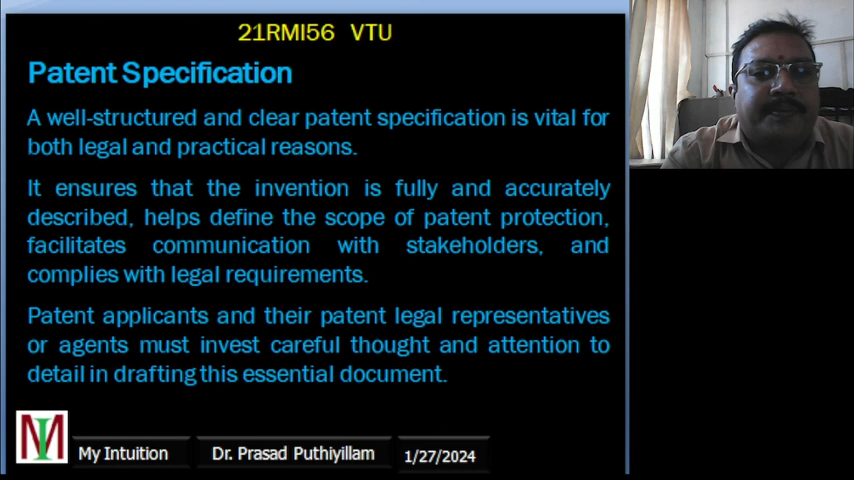 21RMI56 VTU
Patent Specification
A well-structured and clear patent specification is vital for
both legal and practical reasons.
It ensures that the invention is fully and accurately
described, helps define the scope of patent protection,
facilitates communication with stakeholders, and
complies with legal requirements.
Patent applicants and their patent legal representatives
or agents must invest careful thought and attention to
detail in drafting this essential document.
MI
My Intuition
Dr. Prasad Puthiyillam
1/27/2024